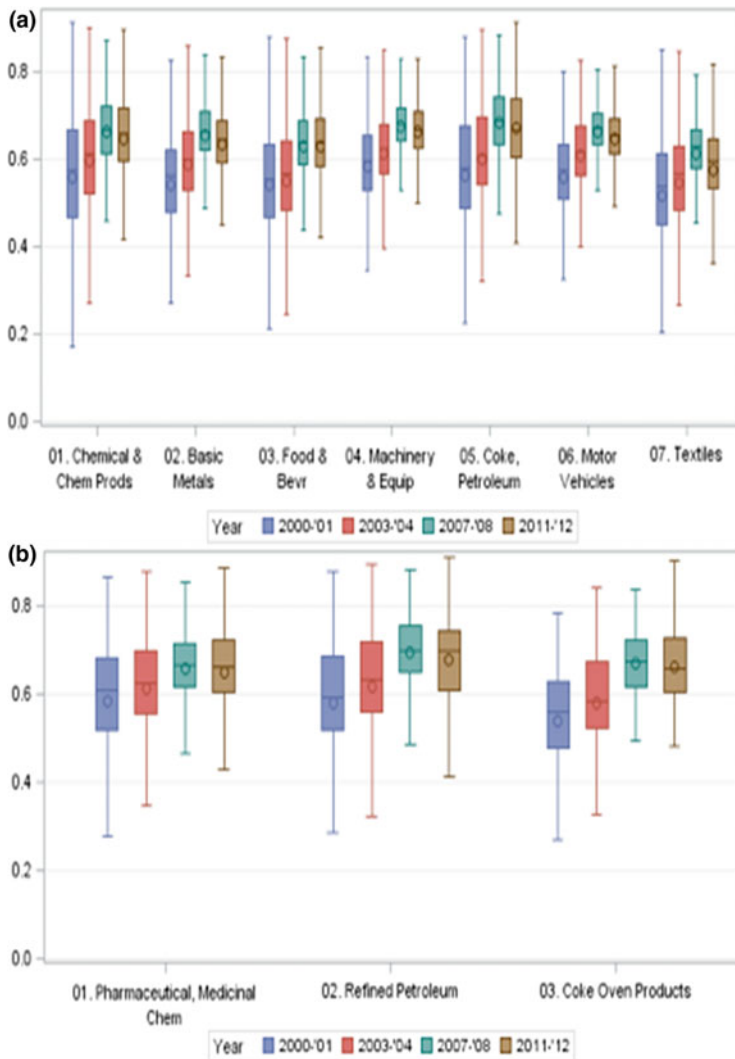 (a)
0.8
0.6
0.4
0.2
0.0
01. Chemical & Chem Prods
02. Basic Metals
03. Food & Bevr
04. Machinery & Equip
05. Coke, Petroleum
06. Motor Vehicles
07. Textiles
Year 2000-'01 2003-'04 2007-'08 2011-'12
(b)
0.8
0.6
0.4
0.2
0.0
01. Pharmaceutical, Medicinal Chem
02. Refined Petroleum
03. Coke Oven Products
Year 2000-'01 2003-'04 2007-'08 2011-'12